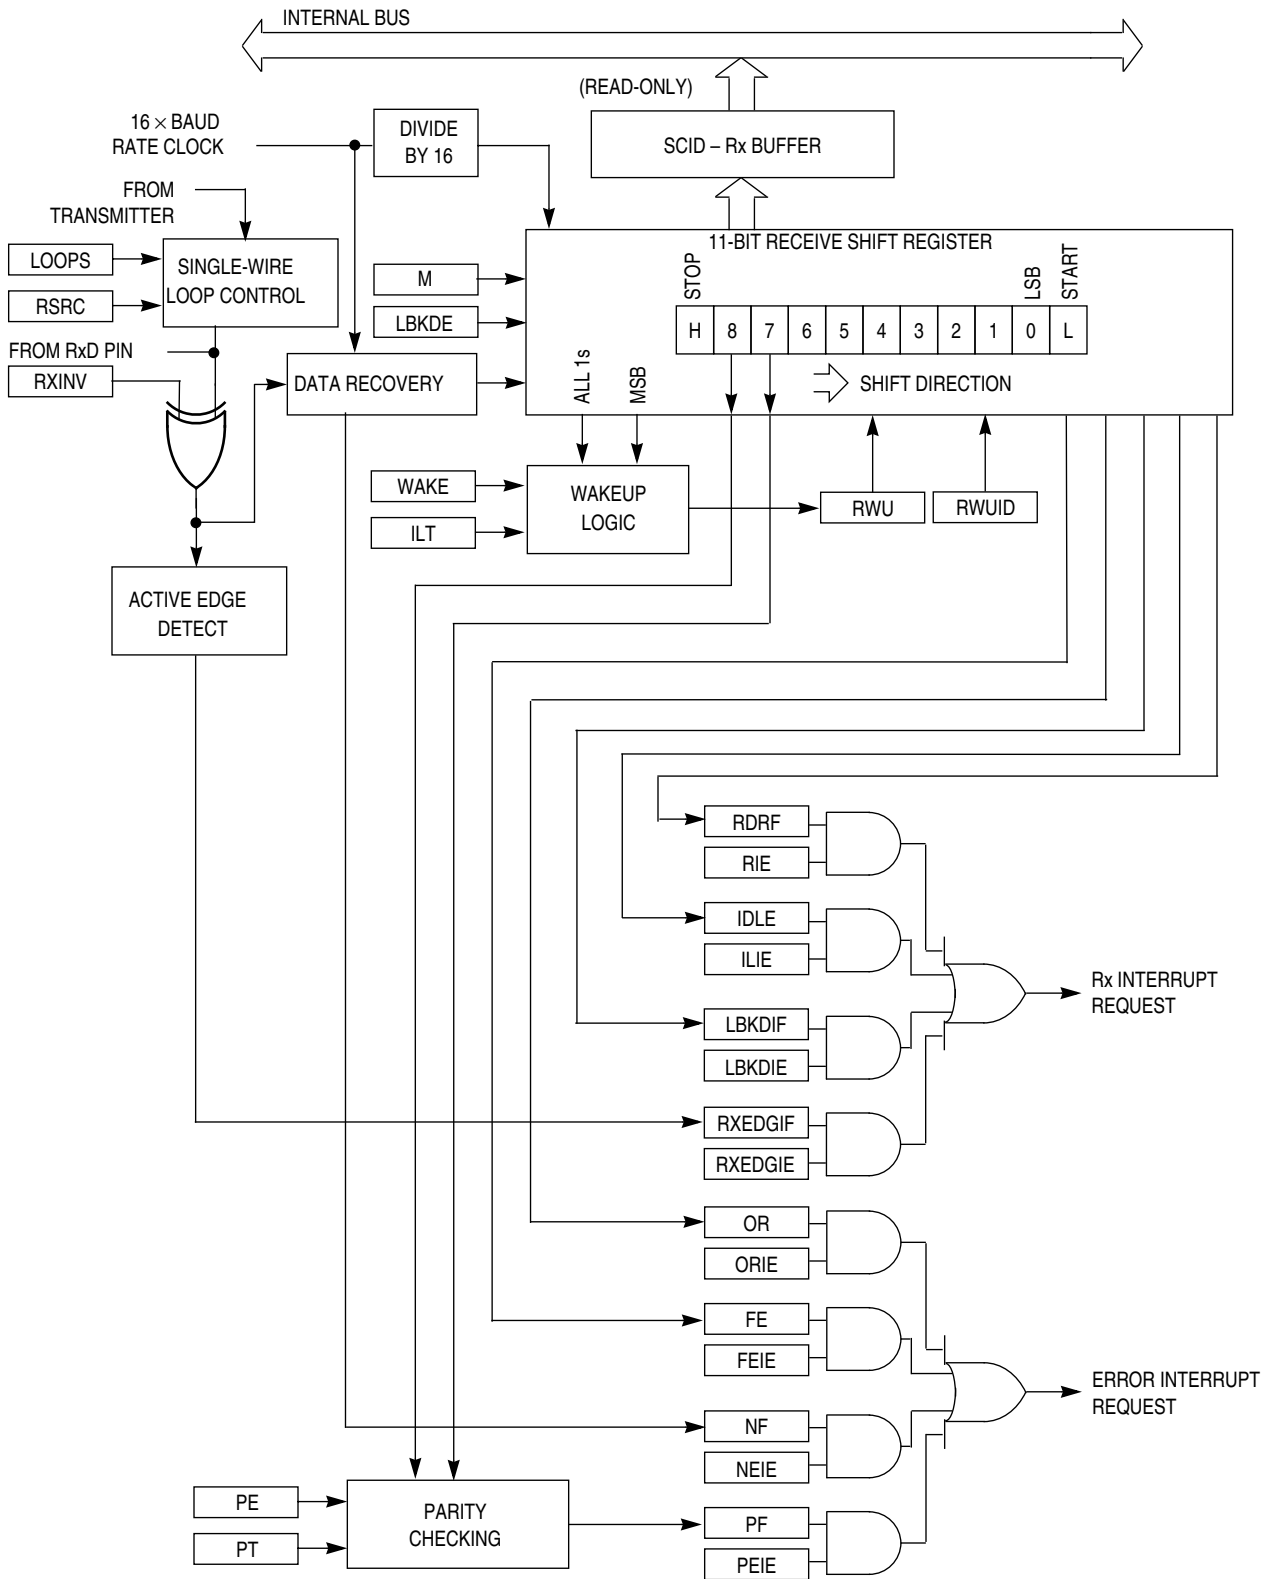 INTERNAL BUS
(READ-ONLY)
16 × BAUD
RATE CLOCK
DIVIDE
BY 16
SCID – Rx BUFFER
FROM
TRANSMITTER
LOOPS
RSRC
SINGLE-WIRE
LOOP CONTROL
11-BIT RECEIVE SHIFT REGISTER
M
LBKDE
STOP
LSB
START
H 8 7 6 5 4 3 2 1 0 L
FROM RxD PIN
RXINV
DATA RECOVERY
ALL 1s
MSB
SHIFT DIRECTION
WAKE
ILT
WAKEUP
LOGIC
RWU
RWUID
ACTIVE EDGE
DETECT
RDRF
RIE
IDLE
ILIE
Rx INTERRUPT
REQUEST
LBKDIF
LBKDIE
RXEDGIF
RXEDGIE
OR
ORIE
FE
FEIE
ERROR INTERRUPT
REQUEST
NF
NEIE
PE
PT
PARITY
CHECKING
PF
PEIE